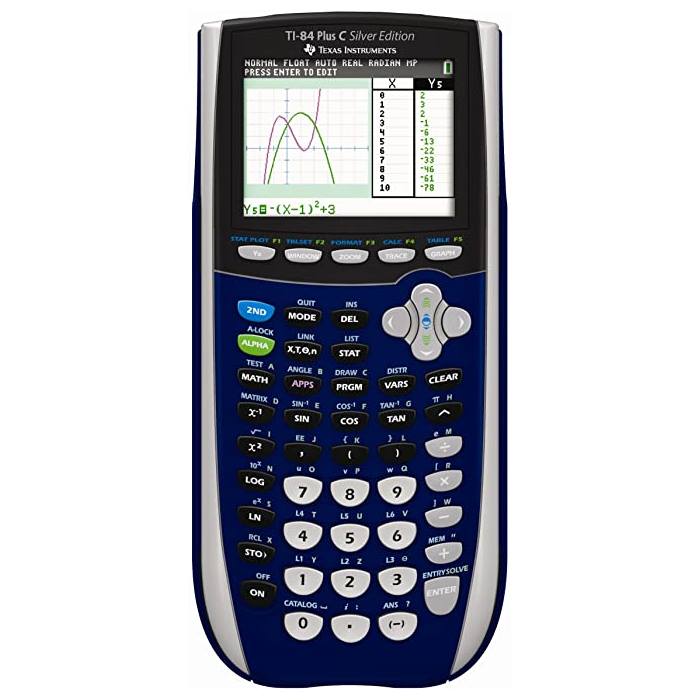 TI-84 Plus C Silver Edition
TEXAS INSTRUMENTS
NORMAL FLOAT AUTO REAL RADIAN MP
PRESS ENTER TO EDIT
X Y5
0 2
1 3
2 2
3 -1
4 -6
5 -13
6 -22
7 -33
8 -46
9 -61
10 -78
Y5=-(X-1)²+3
STAT PLOT F1 TBLSET F2 FORMAT F3 CALC F4 TABLE F5
Y= WINDOW ZOOM TRACE GRAPH
QUIT INS
2ND MODE DEL
A-LOCK LINK LIST
ALPHA X,T,θ,n STAT
TEST A ANGLE B DRAW C DISTR
MATH APPS PRGM VARS CLEAR
MATRIX D SIN⁻¹ E COS⁻¹ F TAN⁻¹ G π H
X⁻¹ SIN COS TAN ^
√ I EE J { K } L e M
x² , ( ) ÷
10ˣ N u O v P w Q [ R
LOG 7 8 9 ×
eˣ S L4 T L5 U L6 V ] W
LN 4 5 6 −
RCL X L1 Y L2 Z L3 θ MEM "
STO› 1 2 3 +
OFF CATALOG ⎵ i : ANS ? ENTRY SOLVE
ON 0 . (−) ENTER